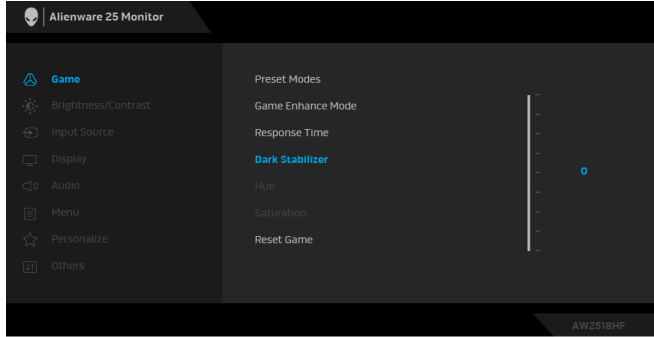 Alienware 25 Monitor
Game
Brightness/Contrast
Input Source
Display
Audio
Menu
Personalize
Others
Preset Modes
Game Enhance Mode
Response Time
Dark Stabilizer
Hue
Saturation
Reset Game
0
AW2518HF